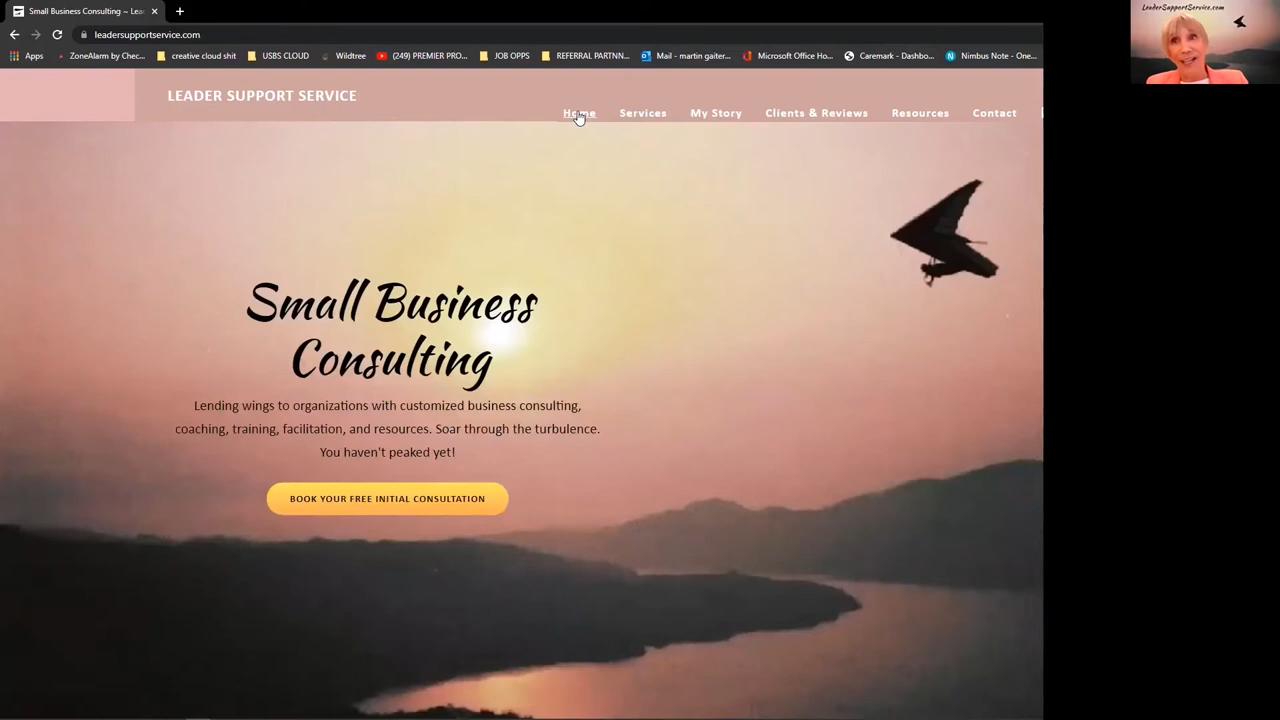 Small Business Consulting ~ Lea
leadersupportservice.com
Apps
ZoneAlarm by Chec...
creative cloud shit
USBS CLOUD
Wildtree
(249) PREMIER PRO...
JOB OPPS
REFERRAL PARTNN...
Mail - martin gaiter...
Microsoft Office Ho...
Caremark - Dashbo...
Nimbus Note - One...
LeaderSupportService.com
LEADER SUPPORT SERVICE
Home
Services
My Story
Clients & Reviews
Resources
Contact
Small Business
Consulting
Lending wings to organizations with customized business consulting,
coaching, training, facilitation, and resources. Soar through the turbulence.
You haven't peaked yet!
BOOK YOUR FREE INITIAL CONSULTATION